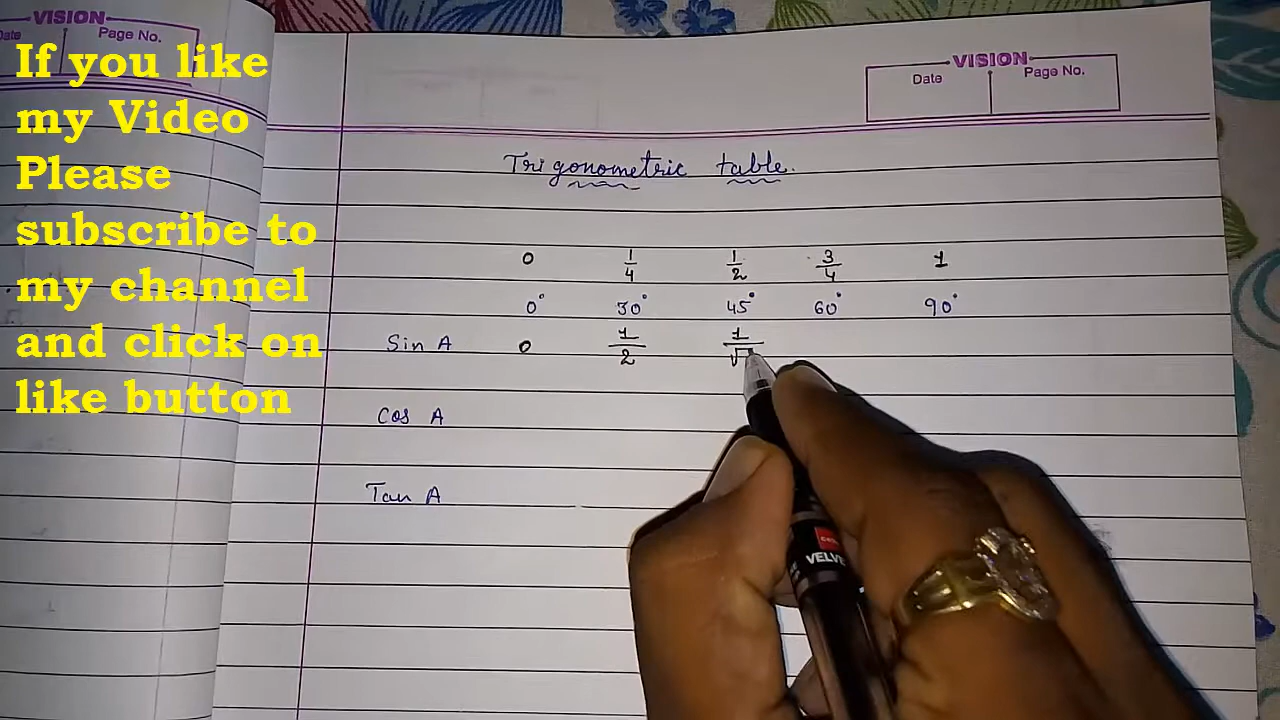 VISION
Date Page No.
If you like
my Video
Please
subscribe to
my channel
and click on
like button
VISION
Date Page No.
Trigonometric table.
0 1/4 1/2 3/4 1
0° 30° 45° 60° 90°
Sin A 0 1/2 1/√
Cos A
Tan A
VELVE